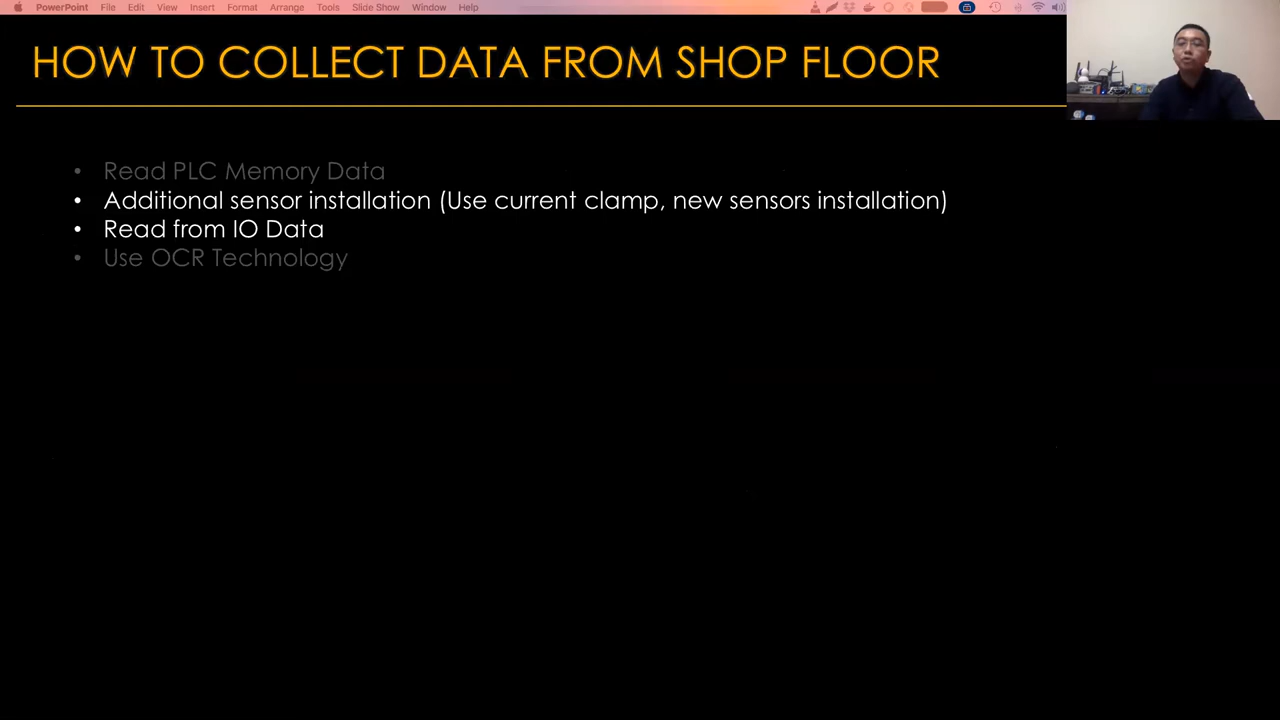 PowerPoint File Edit View Insert Format Arrange Tools Slide Show Window Help
HOW TO COLLECT DATA FROM SHOP FLOOR
• Read PLC Memory Data
• Additional sensor installation (Use current clamp, new sensors installation)
• Read from IO Data
• Use OCR Technology